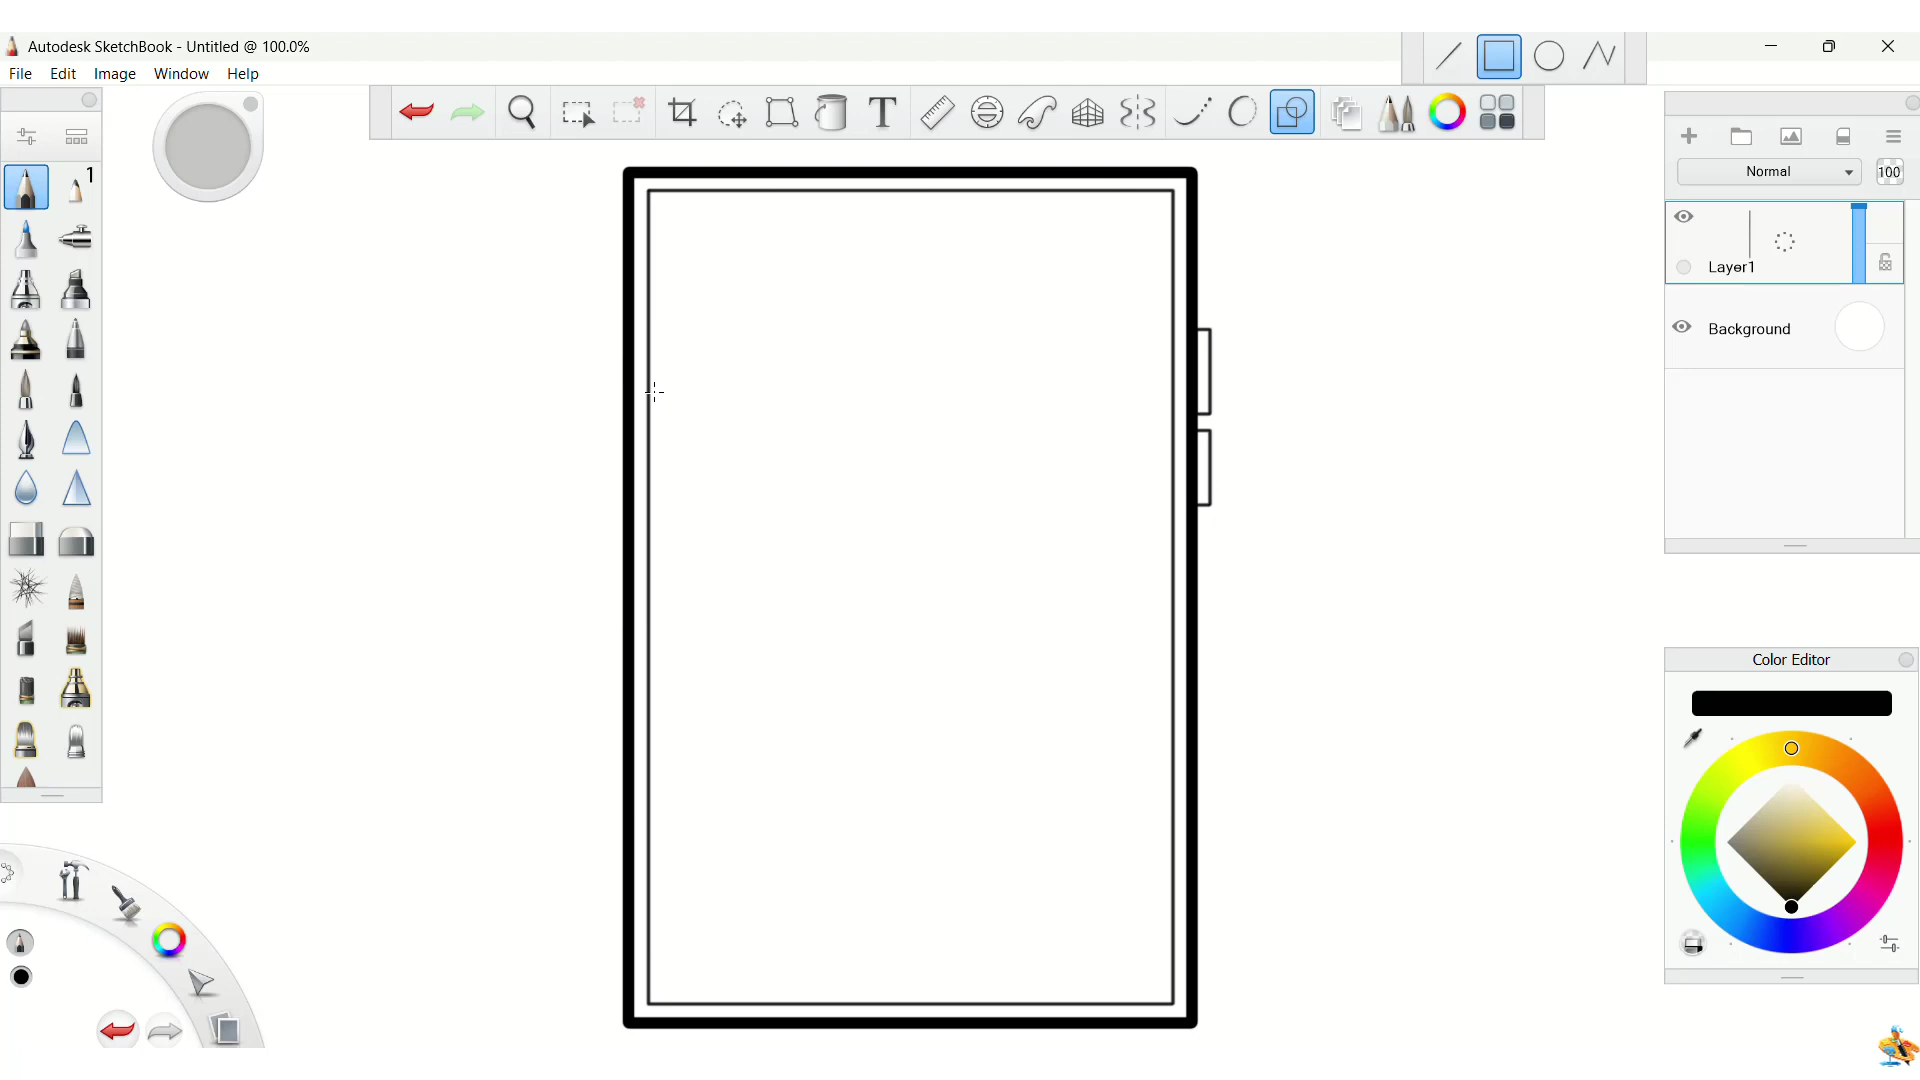 Autodesk SketchBook - Untitled @ 100.0%
File Edit Image Window Help
T
1
Normal 100
Layer1
Background
Color Editor